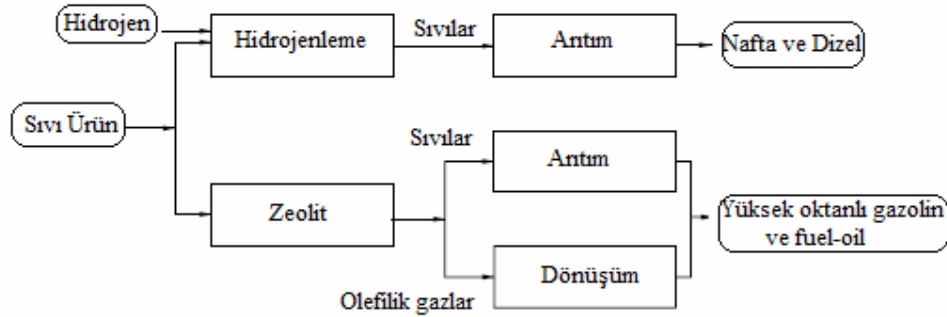 Hidrojen
Hidrojenleme
Sıvılar
Arıtım
Nafta ve Dizel
Sıvı Ürün
Sıvılar
Arıtım
Zeolit
Yüksek oktanlı gazolin
ve fuel-oil
Dönüşüm
Olefilik gazlar